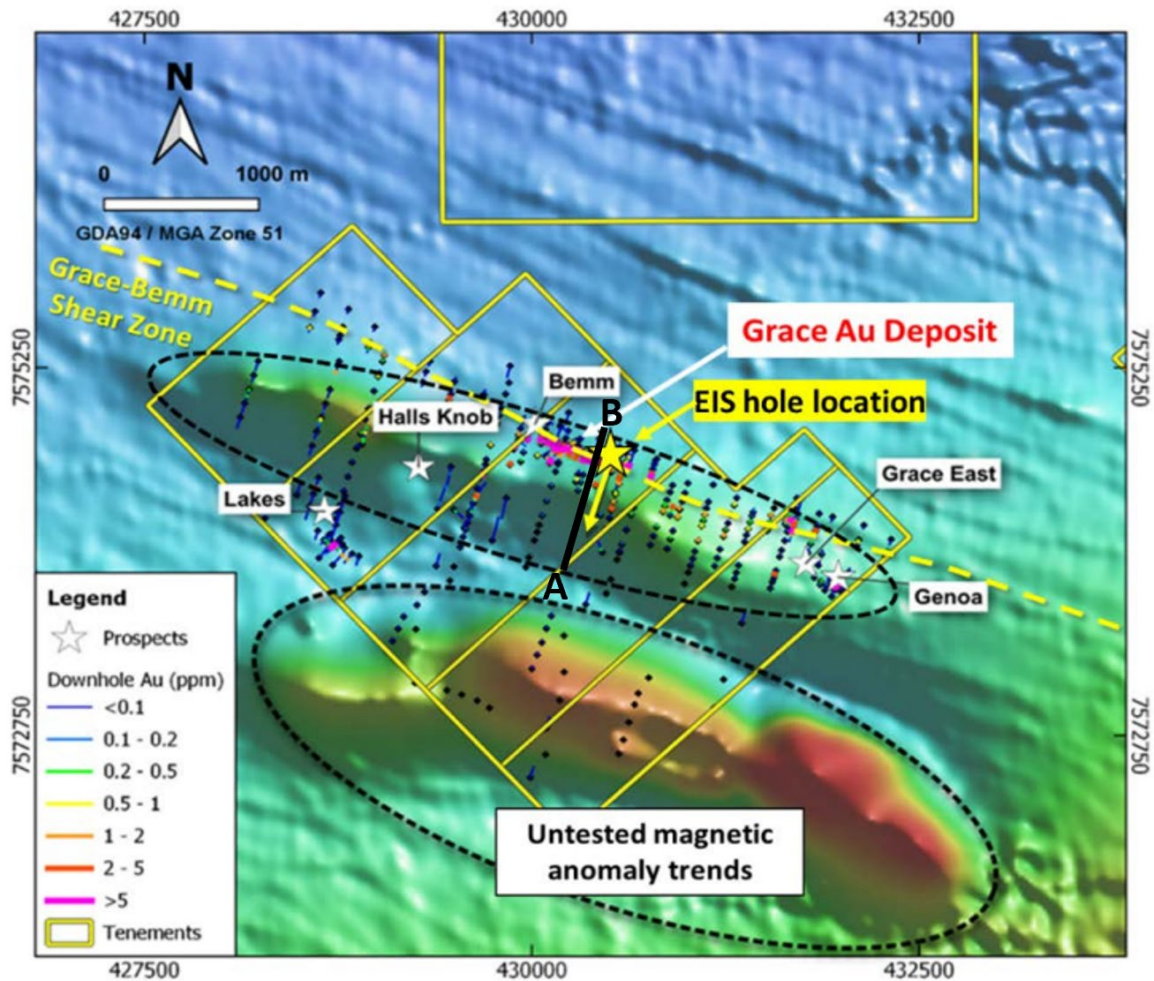 427500
430000
432500
N
0
1000 m
GDA94 / MGA Zone 51
Grace-Bemm
Shear Zone
7575250
7575250
Grace Au Deposit
Bemm
B
EIS hole location
Halls Knob
Grace East
Lakes
A
Genoa
Legend
Prospects
Downhole Au (ppm)
<0.1
0.1 - 0.2
0.2 - 0.5
0.5 - 1
1 - 2
2 - 5
>5
Tenements
7572750
7572750
Untested magnetic
anomaly trends
427500
430000
432500